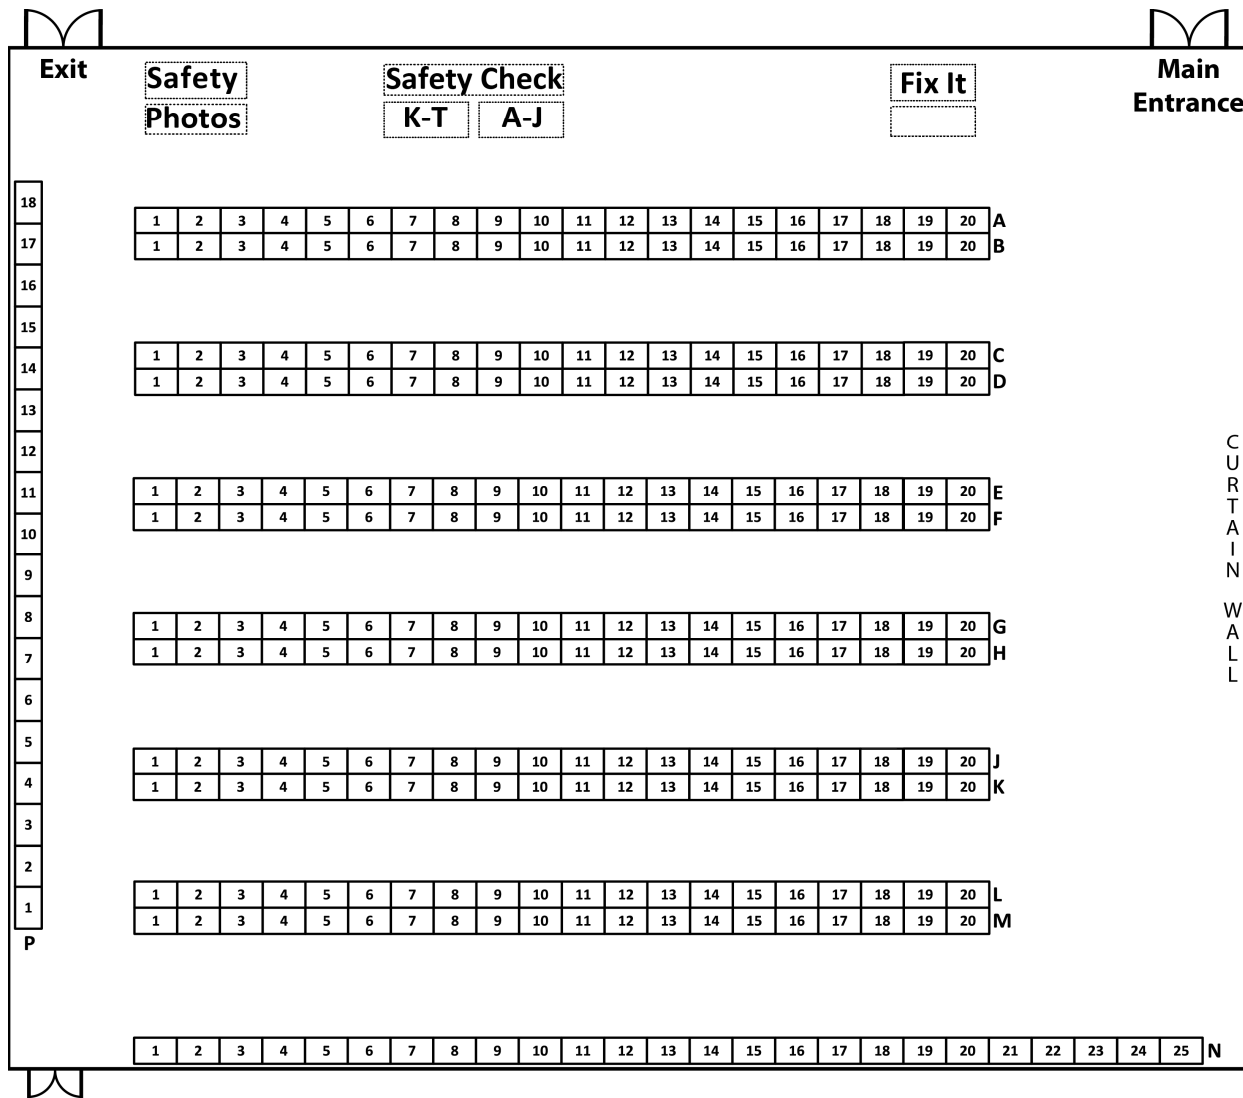 Exit
Safety
Photos
Safety Check
K-T A-J
Fix It
Main
Entrance
18
17
16
15
14
13
12
11
10
9
8
7
6
5
4
3
2
1
P
1 2 3 4 5 6 7 8 9 10 11 12 13 14 15 16 17 18 19 20 A
1 2 3 4 5 6 7 8 9 10 11 12 13 14 15 16 17 18 19 20 B
1 2 3 4 5 6 7 8 9 10 11 12 13 14 15 16 17 18 19 20 C
1 2 3 4 5 6 7 8 9 10 11 12 13 14 15 16 17 18 19 20 D
1 2 3 4 5 6 7 8 9 10 11 12 13 14 15 16 17 18 19 20 E
1 2 3 4 5 6 7 8 9 10 11 12 13 14 15 16 17 18 19 20 F
1 2 3 4 5 6 7 8 9 10 11 12 13 14 15 16 17 18 19 20 G
1 2 3 4 5 6 7 8 9 10 11 12 13 14 15 16 17 18 19 20 H
1 2 3 4 5 6 7 8 9 10 11 12 13 14 15 16 17 18 19 20 J
1 2 3 4 5 6 7 8 9 10 11 12 13 14 15 16 17 18 19 20 K
1 2 3 4 5 6 7 8 9 10 11 12 13 14 15 16 17 18 19 20 L
1 2 3 4 5 6 7 8 9 10 11 12 13 14 15 16 17 18 19 20 M
1 2 3 4 5 6 7 8 9 10 11 12 13 14 15 16 17 18 19 20 21 22 23 24 25 N
CURTAIN WALL